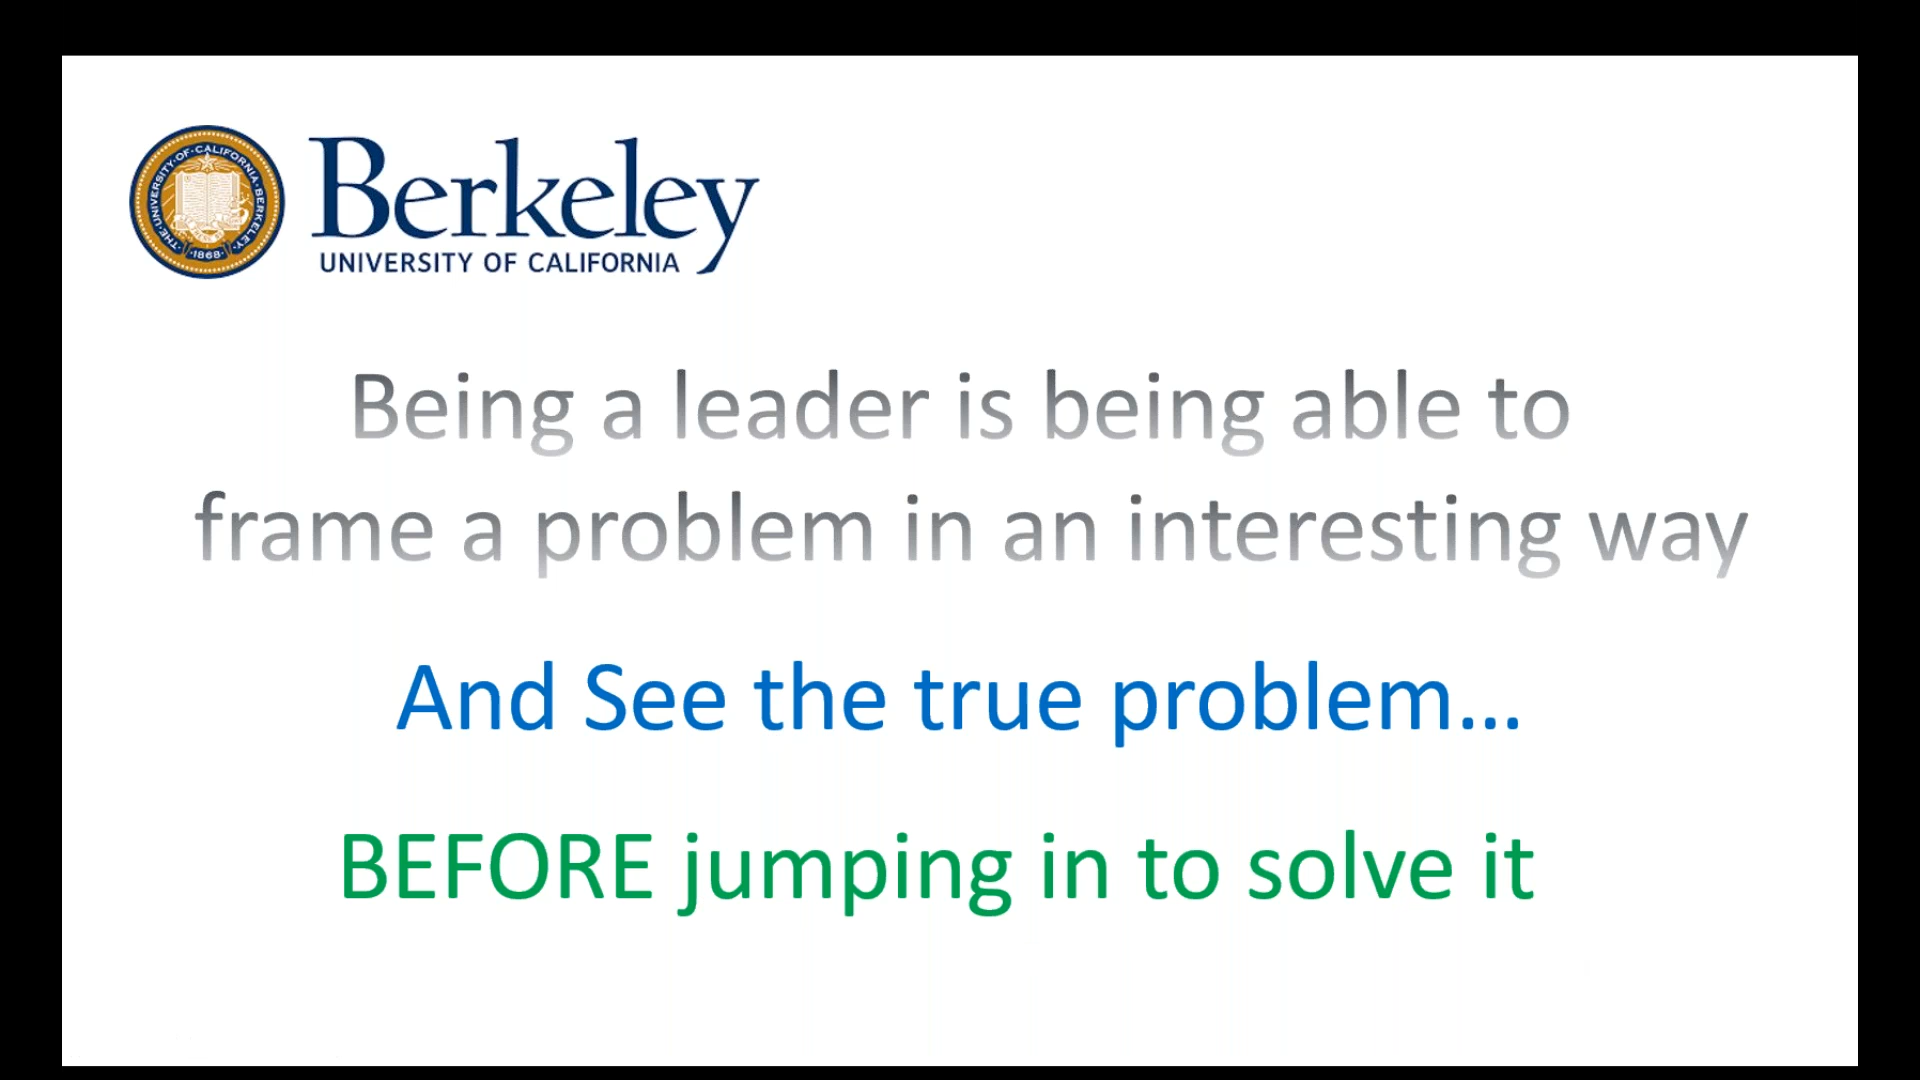 THE·UNIVERSITY·OF·CALIFORNIA·BERKELEY
·1868·
Berkeley
UNIVERSITY OF CALIFORNIA
Being a leader is being able to
frame a problem in an interesting way
And See the true problem...
BEFORE jumping in to solve it